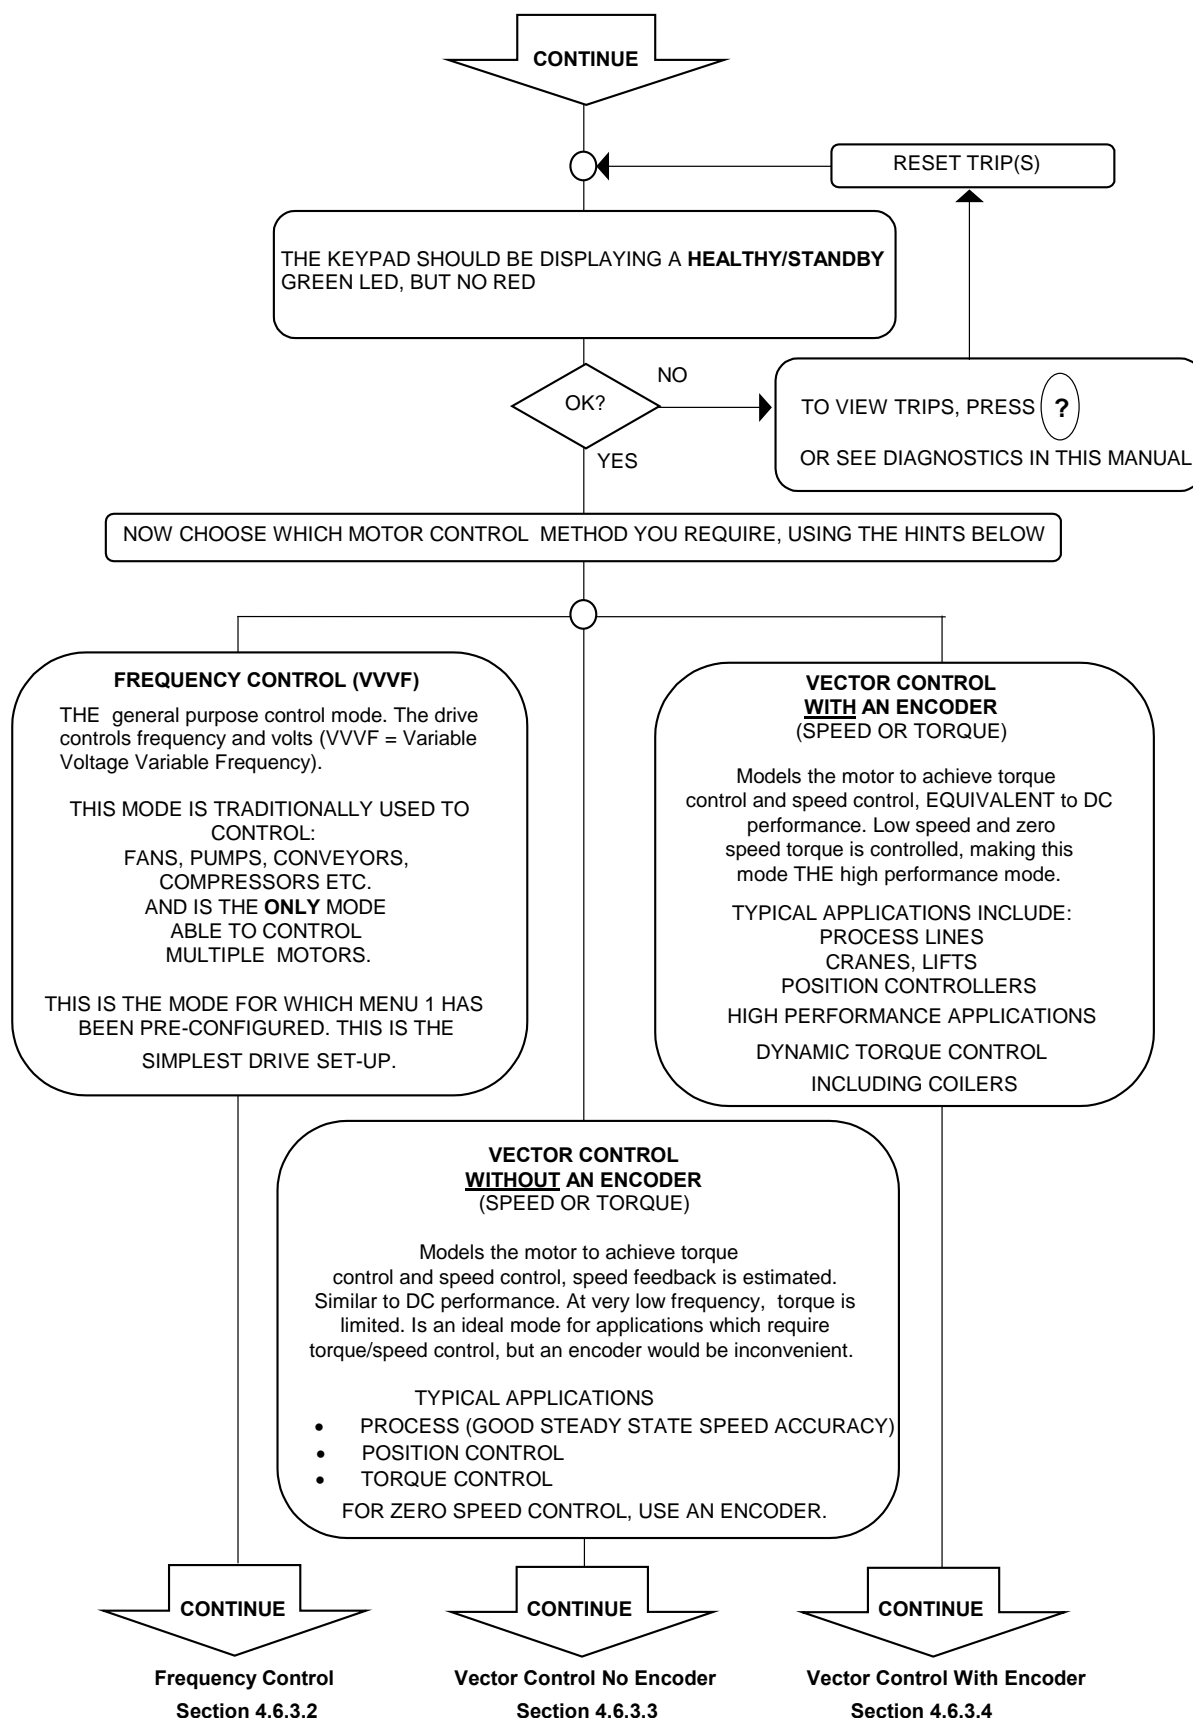 CONTINUE
RESET TRIP(S)
THE KEYPAD SHOULD BE DISPLAYING A HEALTHY/STANDBY
GREEN LED, BUT NO RED
OK?
NO
YES
TO VIEW TRIPS, PRESS ?
OR SEE DIAGNOSTICS IN THIS MANUAL
NOW CHOOSE WHICH MOTOR CONTROL METHOD YOU REQUIRE, USING THE HINTS BELOW
FREQUENCY CONTROL (VVVF)
THE general purpose control mode. The drive
controls frequency and volts (VVVF = Variable
Voltage Variable Frequency).
THIS MODE IS TRADITIONALLY USED TO
CONTROL:
FANS, PUMPS, CONVEYORS,
COMPRESSORS ETC.
AND IS THE ONLY MODE
ABLE TO CONTROL
MULTIPLE MOTORS.
THIS IS THE MODE FOR WHICH MENU 1 HAS
BEEN PRE-CONFIGURED. THIS IS THE
SIMPLEST DRIVE SET-UP.
VECTOR CONTROL
WITH AN ENCODER
(SPEED OR TORQUE)
Models the motor to achieve torque
control and speed control, EQUIVALENT to DC
performance. Low speed and zero
speed torque is controlled, making this
mode THE high performance mode.
TYPICAL APPLICATIONS INCLUDE:
PROCESS LINES
CRANES, LIFTS
POSITION CONTROLLERS
HIGH PERFORMANCE APPLICATIONS
DYNAMIC TORQUE CONTROL
INCLUDING COILERS
VECTOR CONTROL
WITHOUT AN ENCODER
(SPEED OR TORQUE)
Models the motor to achieve torque
control and speed control, speed feedback is estimated.
Similar to DC performance. At very low frequency, torque is
limited. Is an ideal mode for applications which require
torque/speed control, but an encoder would be inconvenient.
TYPICAL APPLICATIONS
• PROCESS (GOOD STEADY STATE SPEED ACCURACY)
• POSITION CONTROL
• TORQUE CONTROL
FOR ZERO SPEED CONTROL, USE AN ENCODER.
CONTINUE
CONTINUE
CONTINUE
Frequency Control
Section 4.6.3.2
Vector Control No Encoder
Section 4.6.3.3
Vector Control With Encoder
Section 4.6.3.4